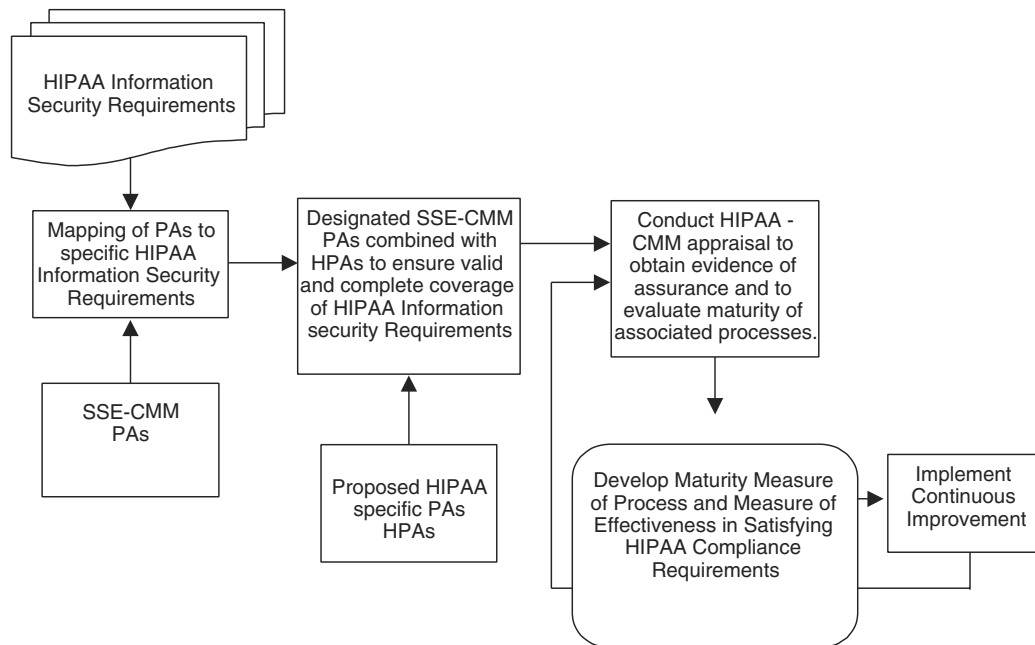 HIPAA Information
Security Requirements
Mapping of PAs to
specific HIPAA
Information Security
Requirements
SSE-CMM
PAs
Designated SSE-CMM
PAs combined with
HPAs to ensure valid
and complete coverage
of HIPAA Information
security Requirements
Proposed HIPAA
specific PAs
HPAs
Conduct HIPAA -
CMM appraisal to
obtain evidence of
assurance and to
evaluate maturity of
associated processes.
Develop Maturity Measure
of Process and Measure of
Effectiveness in Satisfying
HIPAA Compliance
Requirements
Implement
Continuous
Improvement